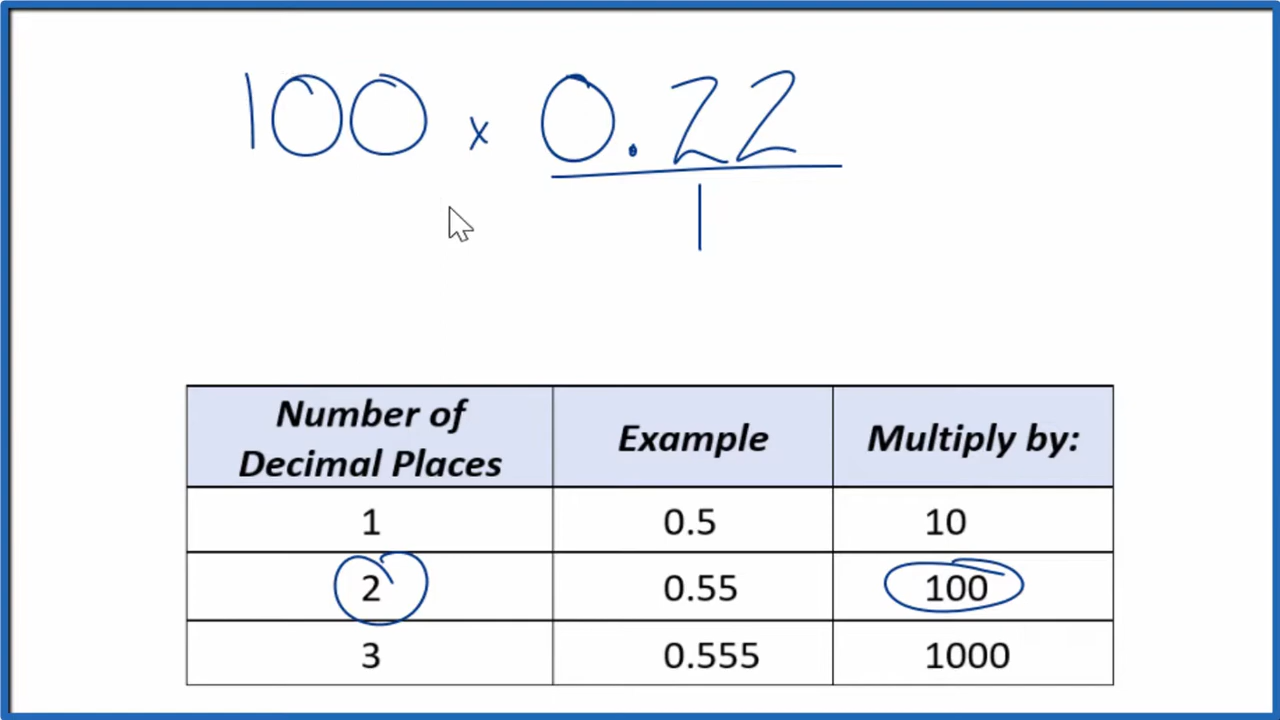 100 x 0.22
1
Number of Decimal Places Example Multiply by:
1 0.5 10
2 0.55 100
3 0.555 1000